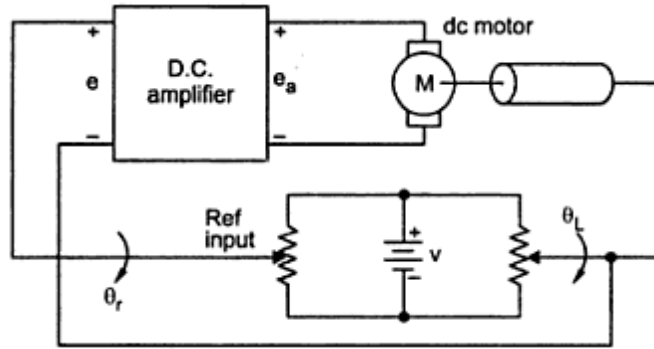 dc motor
+
+
e
D.C.
amplifier
eₐ
M
−
−
Ref
input
θᵣ
+
v
−
θL